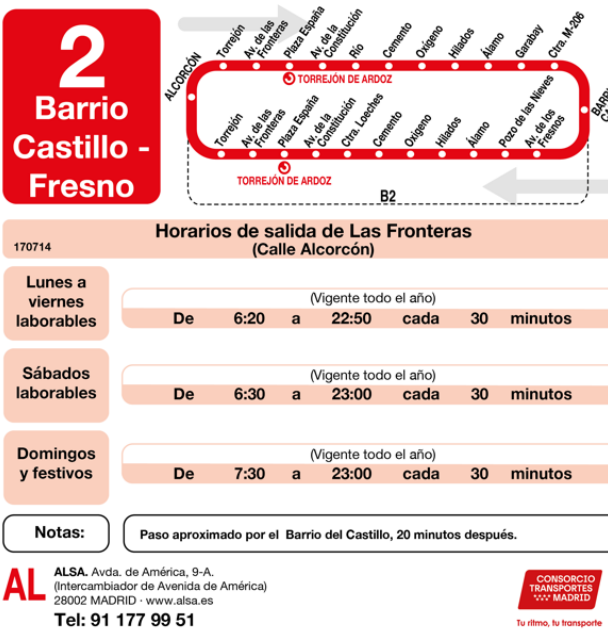 2
Barrio
Castillo -
Fresno
ALCORCÓN
Torrejón
Av. de las
Fronteras
Plaza España
Av. de la
Constitución
Río
Cemento
Oxígeno
Hilados
Álamo
Garabay
Ctra. M-206
TORREJÓN DE ARDOZ
Torrejón
Av. de las
Fronteras
Plaza España
Av. de la
Constitución
Ctra. Loeches
Cemento
Oxigeno
Hilados
Álamo
Pozo de las Nieves
Av. de los
Fresnos
TORREJÓN DE ARDOZ
B2
170714
Horarios de salida de Las Fronteras
(Calle Alcorcón)
Lunes a
viernes
laborables
(Vigente todo el año)
De 6:20 a 22:50 cada 30 minutos
Sábados
laborables
(Vigente todo el año)
De 6:30 a 23:00 cada 30 minutos
Domingos
y festivos
(Vigente todo el año)
De 7:30 a 23:00 cada 30 minutos
Notas:
Paso aproximado por el Barrio del Castillo, 20 minutos después.
AL
ALSA. Avda. de América, 9-A.
(Intercambiador de Avenida de América)
28002 MADRID · www.alsa.es
Tel: 91 177 99 51
CONSORCIO
TRANSPORTES
MADRID
Tu ritmo, tu transporte